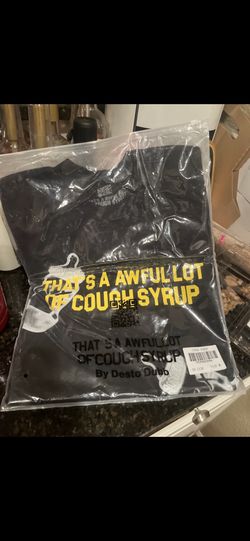 THAT'S A AWFUL LOT
OF COUGH SYRUP
THAT'S A AWFUL LOT
OF COUGH SYRUP
By Desto Dubb